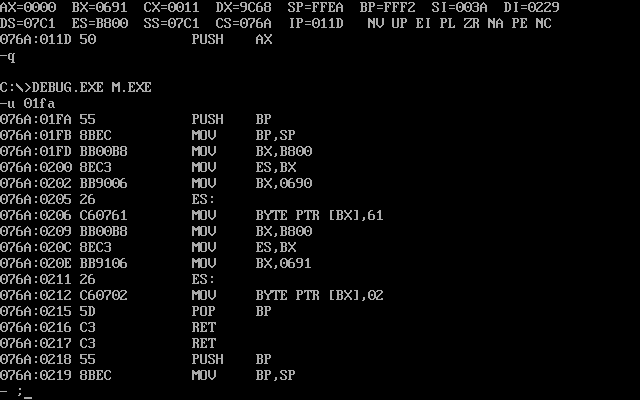 AX=0000  BX=0691  CX=0011  DX=9C68  SP=FFEA  BP=FFF2  SI=003A  DI=0229
DS=07C1  ES=B800  SS=07C1  CS=076A  IP=011D   NV UP EI PL ZR NA PE NC
076A:011D 50            PUSH    AX
-q
C:\>DEBUG.EXE M.EXE
-u 01fa
076A:01FA 55            PUSH    BP
076A:01FB 8BEC          MOV     BP,SP
076A:01FD BB00B8        MOV     BX,B800
076A:0200 8EC3          MOV     ES,BX
076A:0202 BB9006        MOV     BX,0690
076A:0205 26            ES:
076A:0206 C60761        MOV     BYTE PTR [BX],61
076A:0209 BB00B8        MOV     BX,B800
076A:020C 8EC3          MOV     ES,BX
076A:020E BB9106        MOV     BX,0691
076A:0211 26            ES:
076A:0212 C60702        MOV     BYTE PTR [BX],02
076A:0215 5D            POP     BP
076A:0216 C3            RET
076A:0217 C3            RET
076A:0218 55            PUSH    BP
076A:0219 8BEC          MOV     BP,SP
- ;_